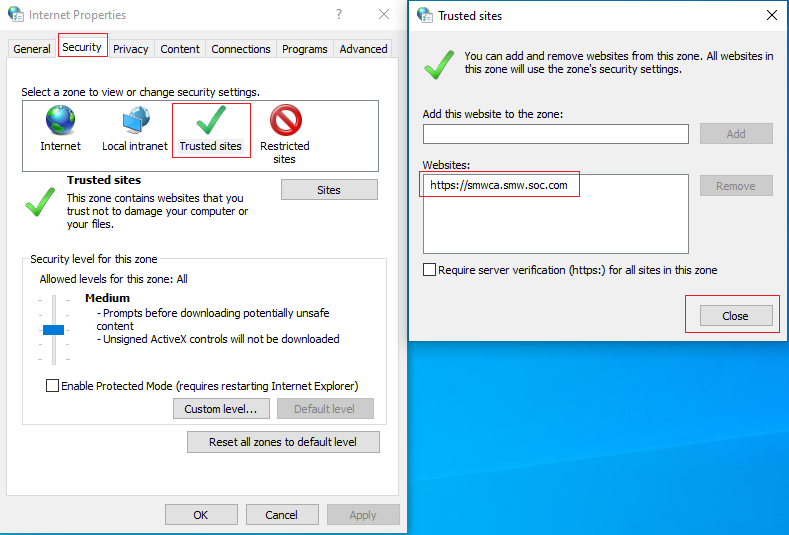 Internet Properties
?
General
Security
Privacy
Content
Connections
Programs
Advanced
Select a zone to view or change security settings.
Internet
Local intranet
Trusted sites
Restricted
sites
Trusted sites
Sites
This zone contains websites that you
trust not to damage your computer or
your files.
Security level for this zone
Allowed levels for this zone: All
Medium
- Prompts before downloading potentially unsafe
content
- Unsigned ActiveX controls will not be downloaded
Enable Protected Mode (requires restarting Internet Explorer)
Custom level...
Default level
Reset all zones to default level
OK
Cancel
Apply
Trusted sites
You can add and remove websites from this zone. All websites in
this zone will use the zone's security settings.
Add this website to the zone:
Add
Websites:
https://smwca.smw.soc.com
Remove
Require server verification (https:) for all sites in this zone
Close